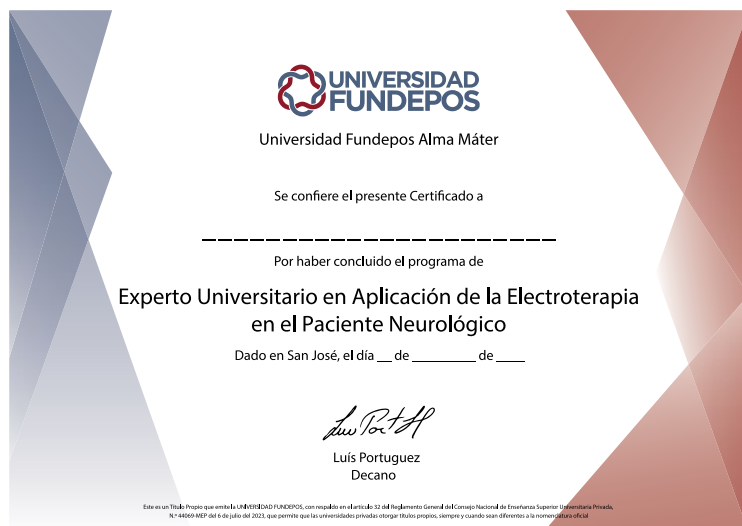 UNIVERSIDAD
FUNDEPOS
Universidad Fundepos Alma Máter
Se confiere el presente Certificado a
Por haber concluido el programa de
Experto Universitario en Aplicación de la Electroterapia
en el Paciente Neurológico
Dado en San José, el día __ de ________ de ____
Luís Portuguez
Decano
Este es un Título Propio que emite la UNIVERSIDAD FUNDEPOS, con respaldo en el artículo 32 del Reglamento General del Consejo Nacional de Enseñanza Superior Universitaria Privada,
N.º 44069-MEP del 6 de julio del 2023, que permite que las universidades privadas otorgar títulos propios, siempre y cuando sean diferentes a la nomenclatura oficial